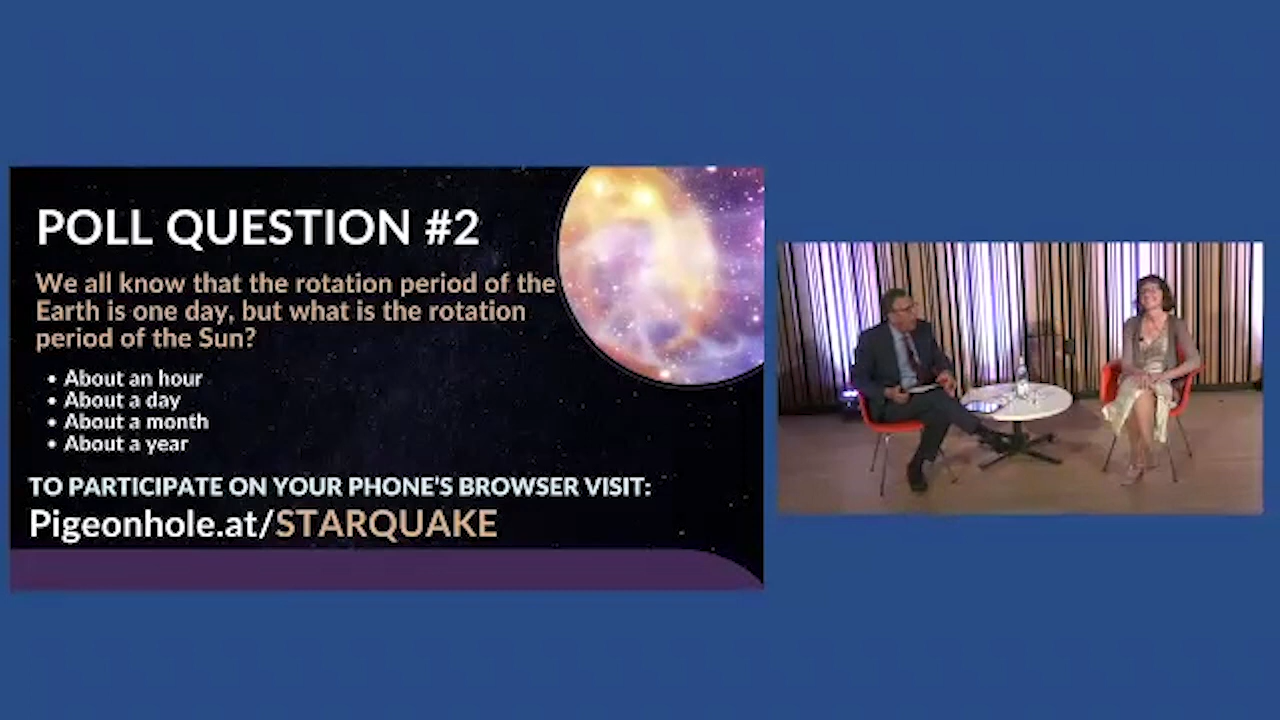 POLL QUESTION #2
We all know that the rotation period of the
Earth is one day, but what is the rotation
period of the Sun?
• About an hour
• About a day
• About a month
• About a year
TO PARTICIPATE ON YOUR PHONE'S BROWSER VISIT:
Pigeonhole.at/STARQUAKE